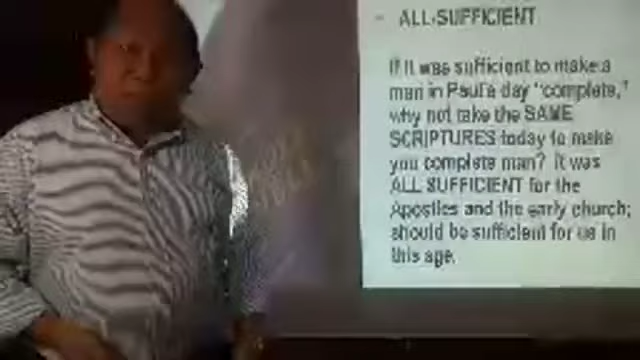 - ALL-SUFFICIENT
If it was sufficient to make a
man in Paul's day "complete,"
why not take the SAME
SCRIPTURES today to make
you complete man? It was
ALL SUFFICIENT for the
Apostles and the early church;
should be sufficient for us in
this age.